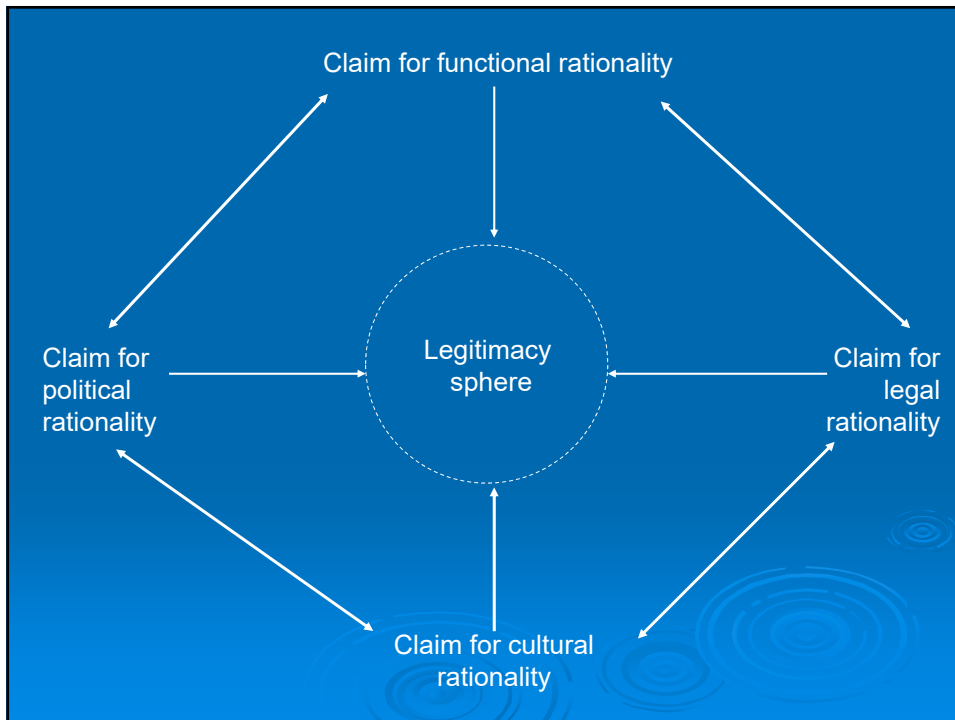 Claim for functional rationality
Claim for
political
rationality
Legitimacy
sphere
Claim for
legal
rationality
Claim for cultural
rationality